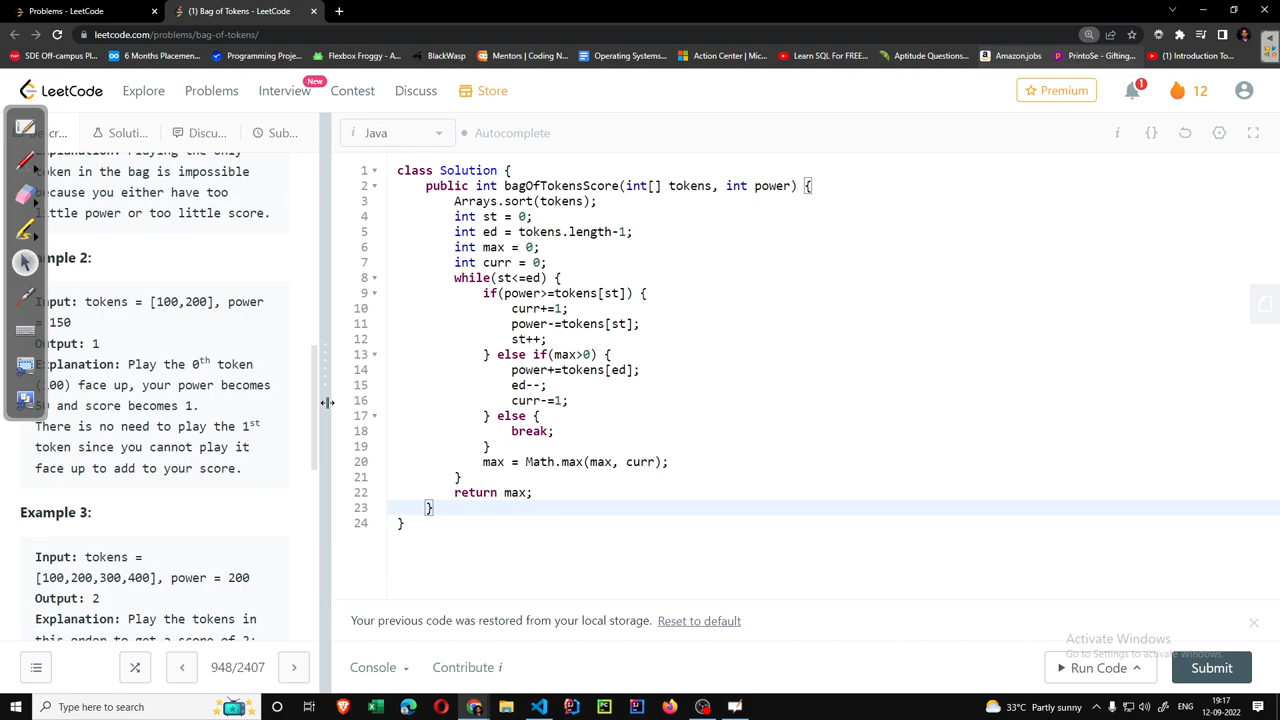 Problems - LeetCode
(1) Bag of Tokens - LeetCode
leetcode.com/problems/bag-of-tokens/
SDE Off-campus Pl...
6 Months Placemen...
Programming Proje...
Flexbox Froggy - A...
BlackWasp
Mentors | Coding N...
Operating Systems...
Action Center | Mic...
Learn SQL For FREE...
Aptitude Questions...
Amazon.jobs
PrintoSe - Gifting...
(1) Introduction To...
LeetCode
Explore
Problems
Interview
New
Contest
Discuss
Store
Premium
1
12
Descr...
Soluti...
Discu...
Sub...
i Java
Autocomplete
Explanation: Playing the only
token in the bag is impossible
because you either have too
little power or too little score.
Example 2:
Input: tokens = [100,200], power
= 150
Output: 1
Explanation: Play the 0th token
(100) face up, your power becomes
50 and score becomes 1.
There is no need to play the 1st
token since you cannot play it
face up to add to your score.
Example 3:
Input: tokens =
[100,200,300,400], power = 200
Output: 2
Explanation: Play the tokens in
this order to get a score of 2:
1 class Solution {
2 public int bagOfTokensScore(int[] tokens, int power) {
3 Arrays.sort(tokens);
4 int st = 0;
5 int ed = tokens.length-1;
6 int max = 0;
7 int curr = 0;
8 while(st<=ed) {
9 if(power>=tokens[st]) {
10 curr+=1;
11 power-=tokens[st];
12 st++;
13 } else if(max>0) {
14 power+=tokens[ed];
15 ed--;
16 curr-=1;
17 } else {
18 break;
19 }
20 max = Math.max(max, curr);
21 }
22 return max;
23 }
24 }
Your previous code was restored from your local storage. Reset to default
Activate Windows
Go to Settings to activate Windows.
948/2407
Console
Contribute i
Run Code
Submit
Type here to search
33°C Partly sunny
ENG
19:17
12-09-2022